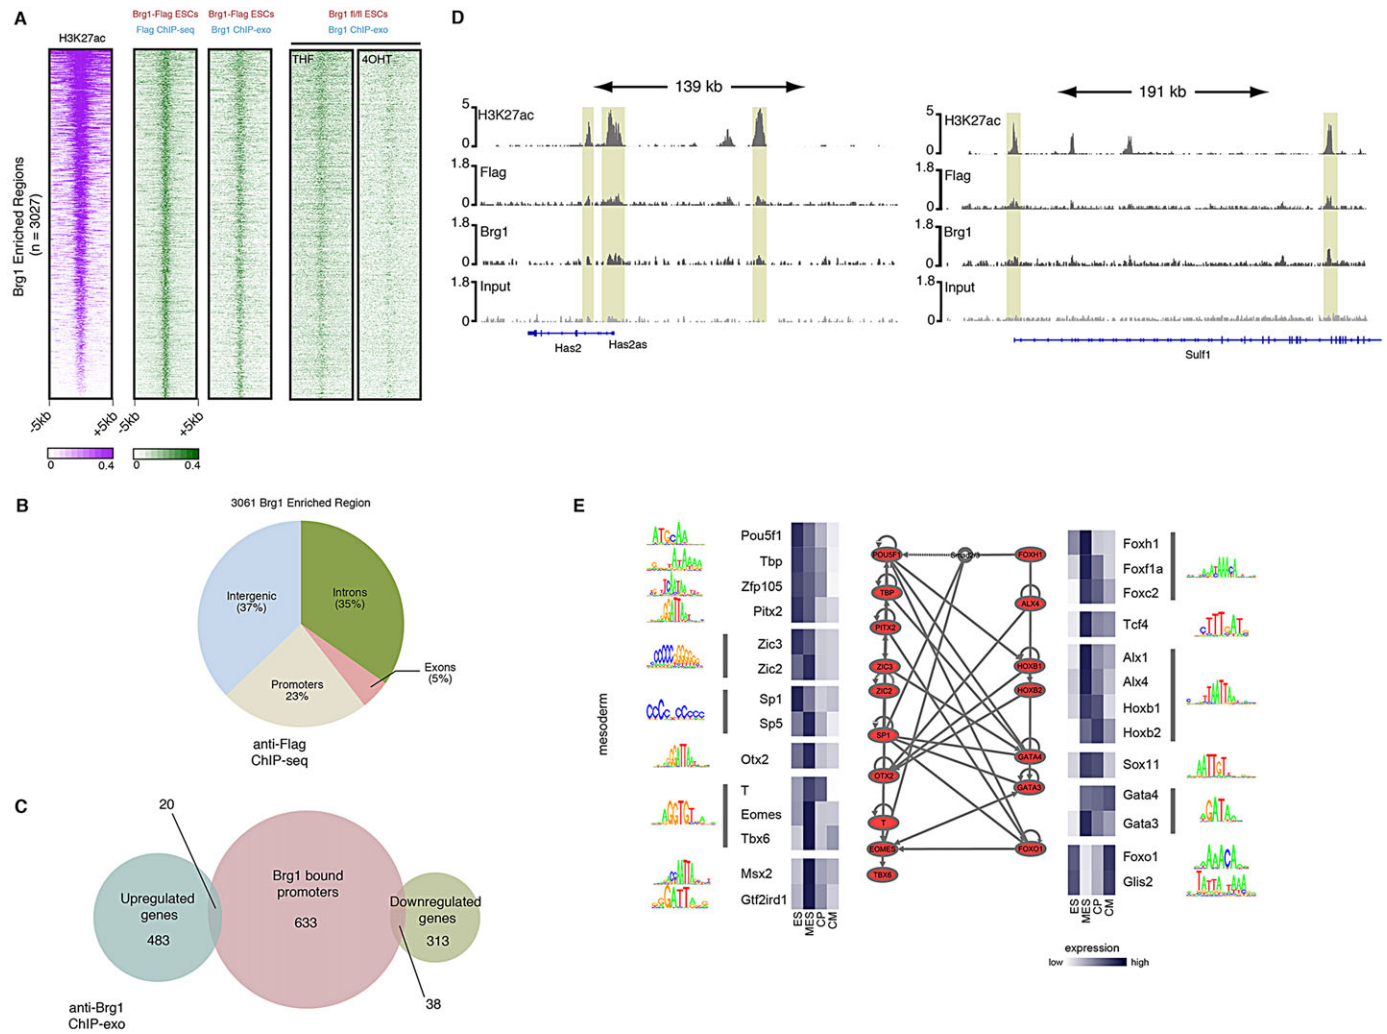 A
Brg1-Flag ESCs
Flag ChIP-seq
Brg1-Flag ESCs
Brg1 ChIP-exo
Brg1 fl/fl ESCs
Brg1 ChIP-exo
H3K27ac
THF
4OHT
Brg1 Enriched Regions
(n = 3027)
-5kb
+5kb
-5kb
+5kb
0
0.4
0
0.4
B
3061 Brg1 Enriched Region
Intergenic
(37%)
Introns
(35%)
Exons
(5%)
Promoters
23%
anti-Flag
ChIP-seq
C
20
Upregulated
genes
483
Brg1 bound
promoters
633
Downregulated
genes
313
38
anti-Brg1
ChIP-exo
D
139 kb
5
H3K27ac
0
1.8
Flag
0
1.8
Brg1
0
1.8
Input
0
Has2
Has2as
191 kb
5
H3K27ac
0
1.8
Flag
0
1.8
Brg1
0
1.8
Input
0
Sulf1
E
mesoderm
Pou5f1
Tbp
Zfp105
Pitx2
Zic3
Zic2
Sp1
Sp5
Otx2
T
Eomes
Tbx6
Msx2
Gtf2ird1
ES
MES
CP
CM
POU5F1
TBP
PITX2
ZIC3
ZIC2
SP1
OTX2
T
EOMES
TBX6
FOXH1
ALX4
HOXB1
HOXB2
GATA4
GATA3
FOXO1
Foxh1
Foxf1a
Foxc2
Tcf4
Alx1
Alx4
Hoxb1
Hoxb2
Sox11
Gata4
Gata3
Foxo1
Glis2
ES
MES
CP
CM
expression
low
high